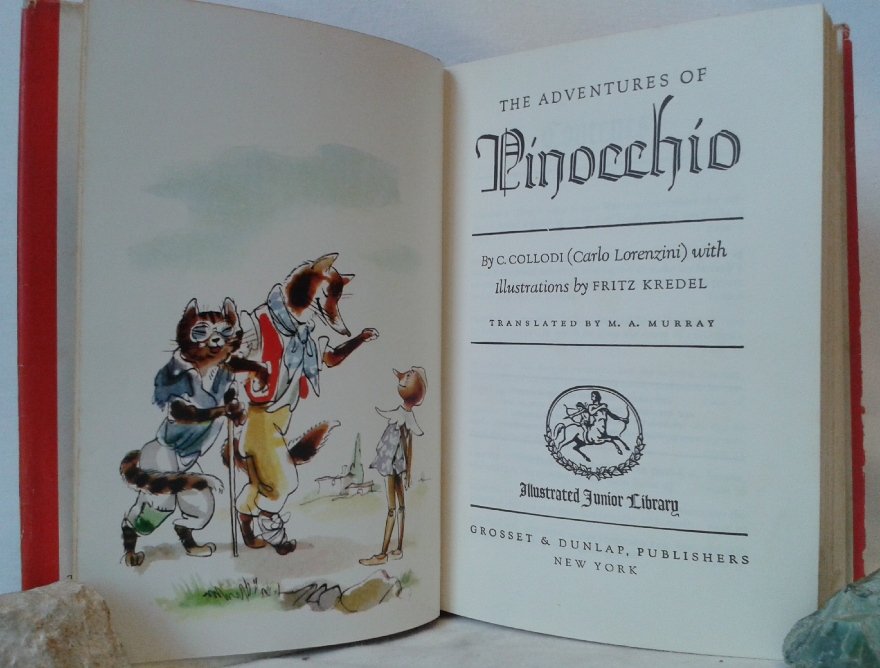 THE ADVENTURES OF
Pinocchio
By C. COLLODI (Carlo Lorenzini) with
illustrations by FRITZ KREDEL
TRANSLATED BY M. A. MURRAY
Illustrated Junior Library
GROSSET & DUNLAP, PUBLISHERS
NEW YORK